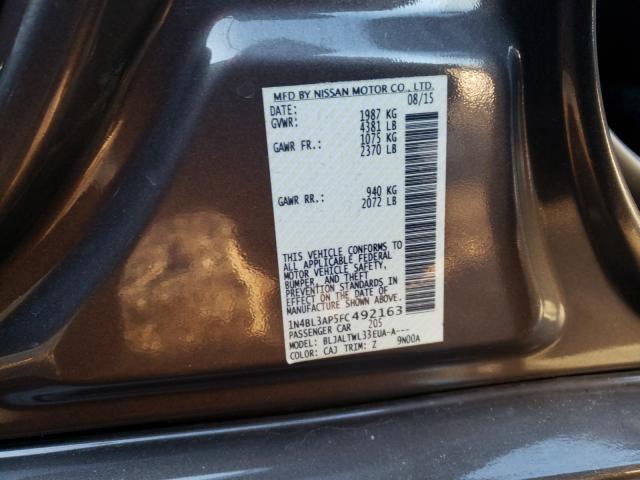 MFD BY NISSAN MOTOR CO., LTD.
DATE: 08/15
GVWR: 1987 KG
4381 LB
GAWR FR.: 1075 KG
2370 LB
GAWR RR.: 940 KG
2072 LB
THIS VEHICLE CONFORMS TO
ALL APPLICABLE FEDERAL
MOTOR VEHICLE SAFETY,
BUMPER, AND THEFT
PREVENTION STANDARDS IN
EFFECT ON THE DATE OF
MANUFACTURE SHOWN ABOVE.
1N4BL3AP5FC492163
PASSENGER CAR 205
MODEL: BLJALTWL33EUA-A---
COLOR: CAJ TRIM: Z 9N00A